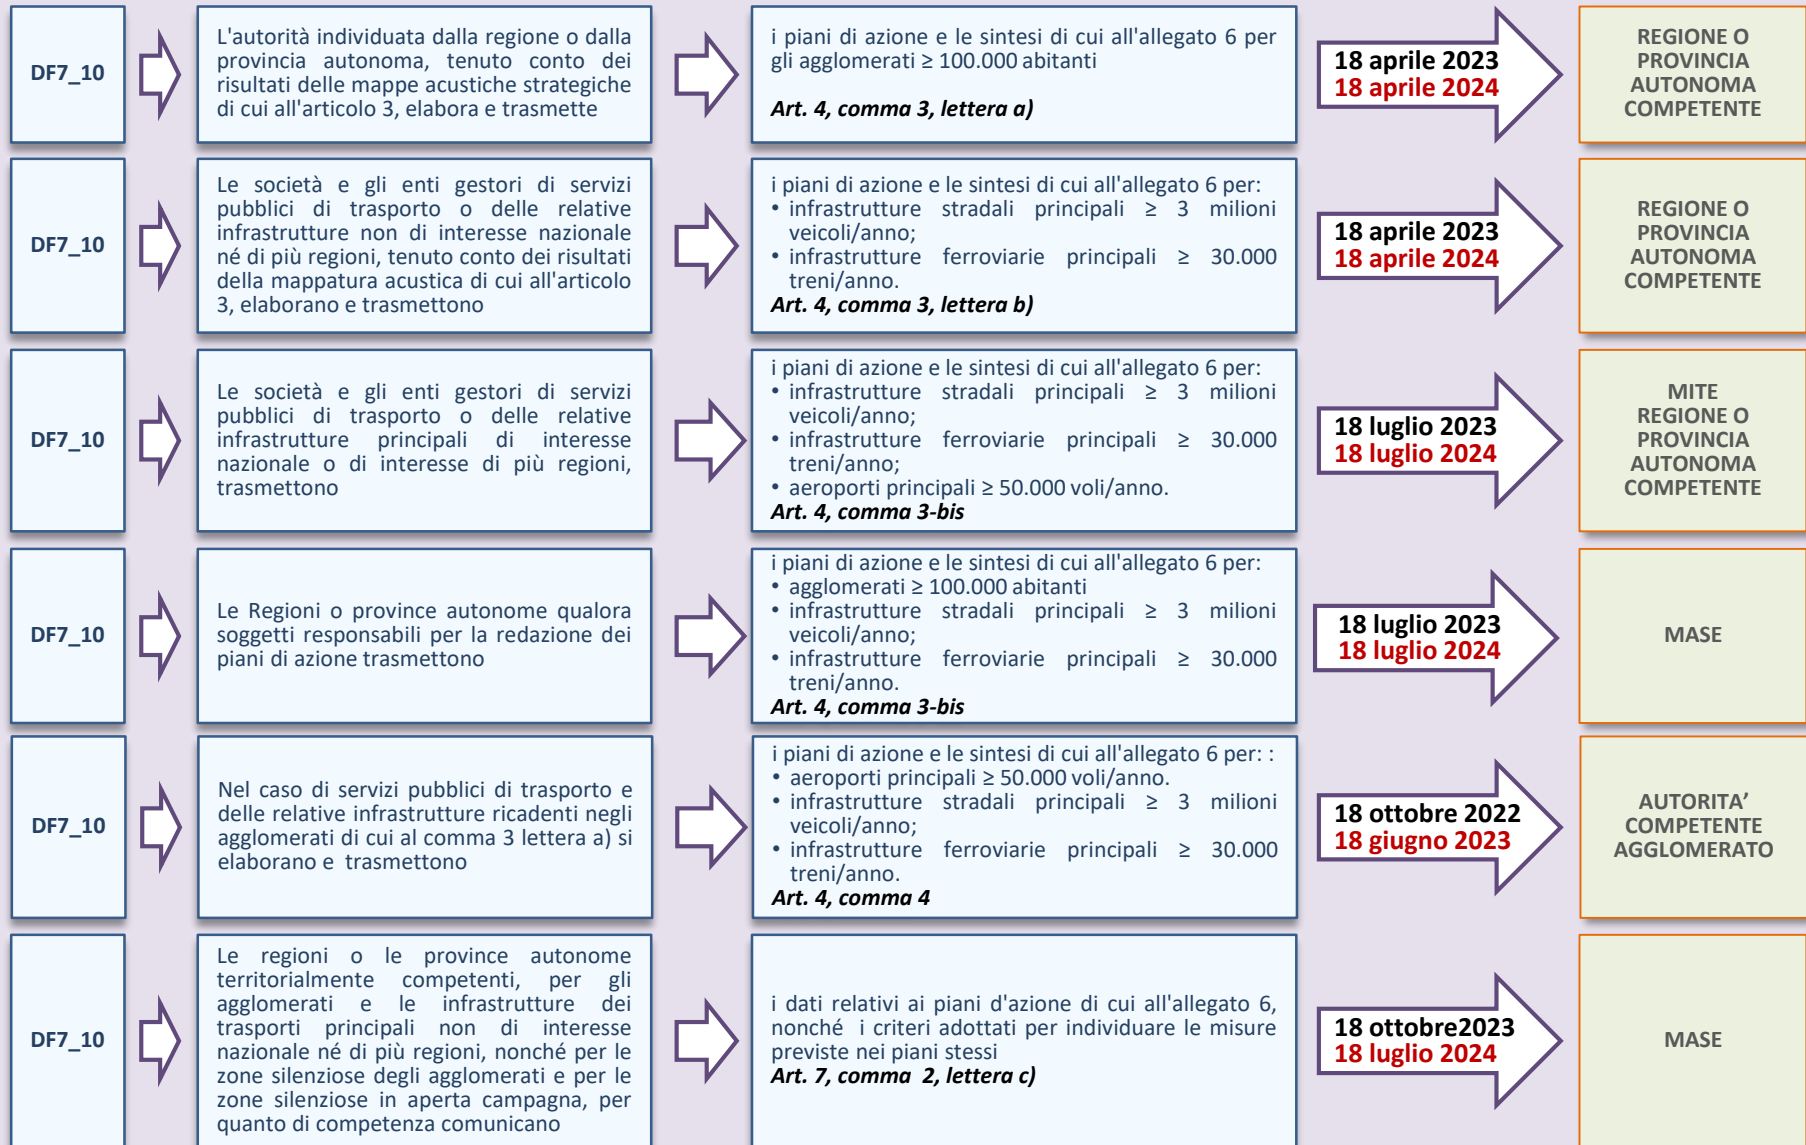 DF7_10
L'autorità individuata dalla regione o dalla
provincia autonoma, tenuto conto dei
risultati delle mappe acustiche strategiche
di cui all'articolo 3, elabora e trasmette
i piani di azione e le sintesi di cui all'allegato 6 per
gli agglomerati ≥ 100.000 abitanti
Art. 4, comma 3, lettera a)
18 aprile 2023
18 aprile 2024
REGIONE O
PROVINCIA
AUTONOMA
COMPETENTE
DF7_10
Le società e gli enti gestori di servizi
pubblici di trasporto o delle relative
infrastrutture non di interesse nazionale
né di più regioni, tenuto conto dei risultati
della mappatura acustica di cui all'articolo
3, elaborano e trasmettono
i piani di azione e le sintesi di cui all'allegato 6 per:
• infrastrutture stradali principali ≥ 3 milioni
veicoli/anno;
• infrastrutture ferroviarie principali ≥ 30.000
treni/anno.
Art. 4, comma 3, lettera b)
18 aprile 2023
18 aprile 2024
REGIONE O
PROVINCIA
AUTONOMA
COMPETENTE
DF7_10
Le società e gli enti gestori di servizi
pubblici di trasporto o delle relative
infrastrutture principali di interesse
nazionale o di interesse di più regioni,
trasmettono
i piani di azione e le sintesi di cui all'allegato 6 per:
• infrastrutture stradali principali ≥ 3 milioni
veicoli/anno;
• infrastrutture ferroviarie principali ≥ 30.000
treni/anno;
• aeroporti principali ≥ 50.000 voli/anno.
Art. 4, comma 3-bis
18 luglio 2023
18 luglio 2024
MITE
REGIONE O
PROVINCIA
AUTONOMA
COMPETENTE
DF7_10
Le Regioni o province autonome qualora
soggetti responsabili per la redazione dei
piani di azione trasmettono
i piani di azione e le sintesi di cui all'allegato 6 per:
• agglomerati ≥ 100.000 abitanti
• infrastrutture stradali principali ≥ 3 milioni
veicoli/anno;
• infrastrutture ferroviarie principali ≥ 30.000
treni/anno.
Art. 4, comma 3-bis
18 luglio 2023
18 luglio 2024
MASE
DF7_10
Nel caso di servizi pubblici di trasporto e
delle relative infrastrutture ricadenti negli
agglomerati di cui al comma 3 lettera a) si
elaborano e trasmettono
i piani di azione e le sintesi di cui all'allegato 6 per: :
• aeroporti principali ≥ 50.000 voli/anno.
• infrastrutture stradali principali ≥ 3 milioni
veicoli/anno;
• infrastrutture ferroviarie principali ≥ 30.000
treni/anno.
Art. 4, comma 4
18 ottobre 2022
18 giugno 2023
AUTORITA'
COMPETENTE
AGGLOMERATO
DF7_10
Le regioni o le province autonome
territorialmente competenti, per gli
agglomerati e le infrastrutture dei
trasporti principali non di interesse
nazionale né di più regioni, nonché per le
zone silenziose degli agglomerati e per le
zone silenziose in aperta campagna, per
quanto di competenza comunicano
i dati relativi ai piani d'azione di cui all'allegato 6,
nonché i criteri adottati per individuare le misure
previste nei piani stessi
Art. 7, comma 2, lettera c)
18 ottobre2023
18 luglio 2024
MASE